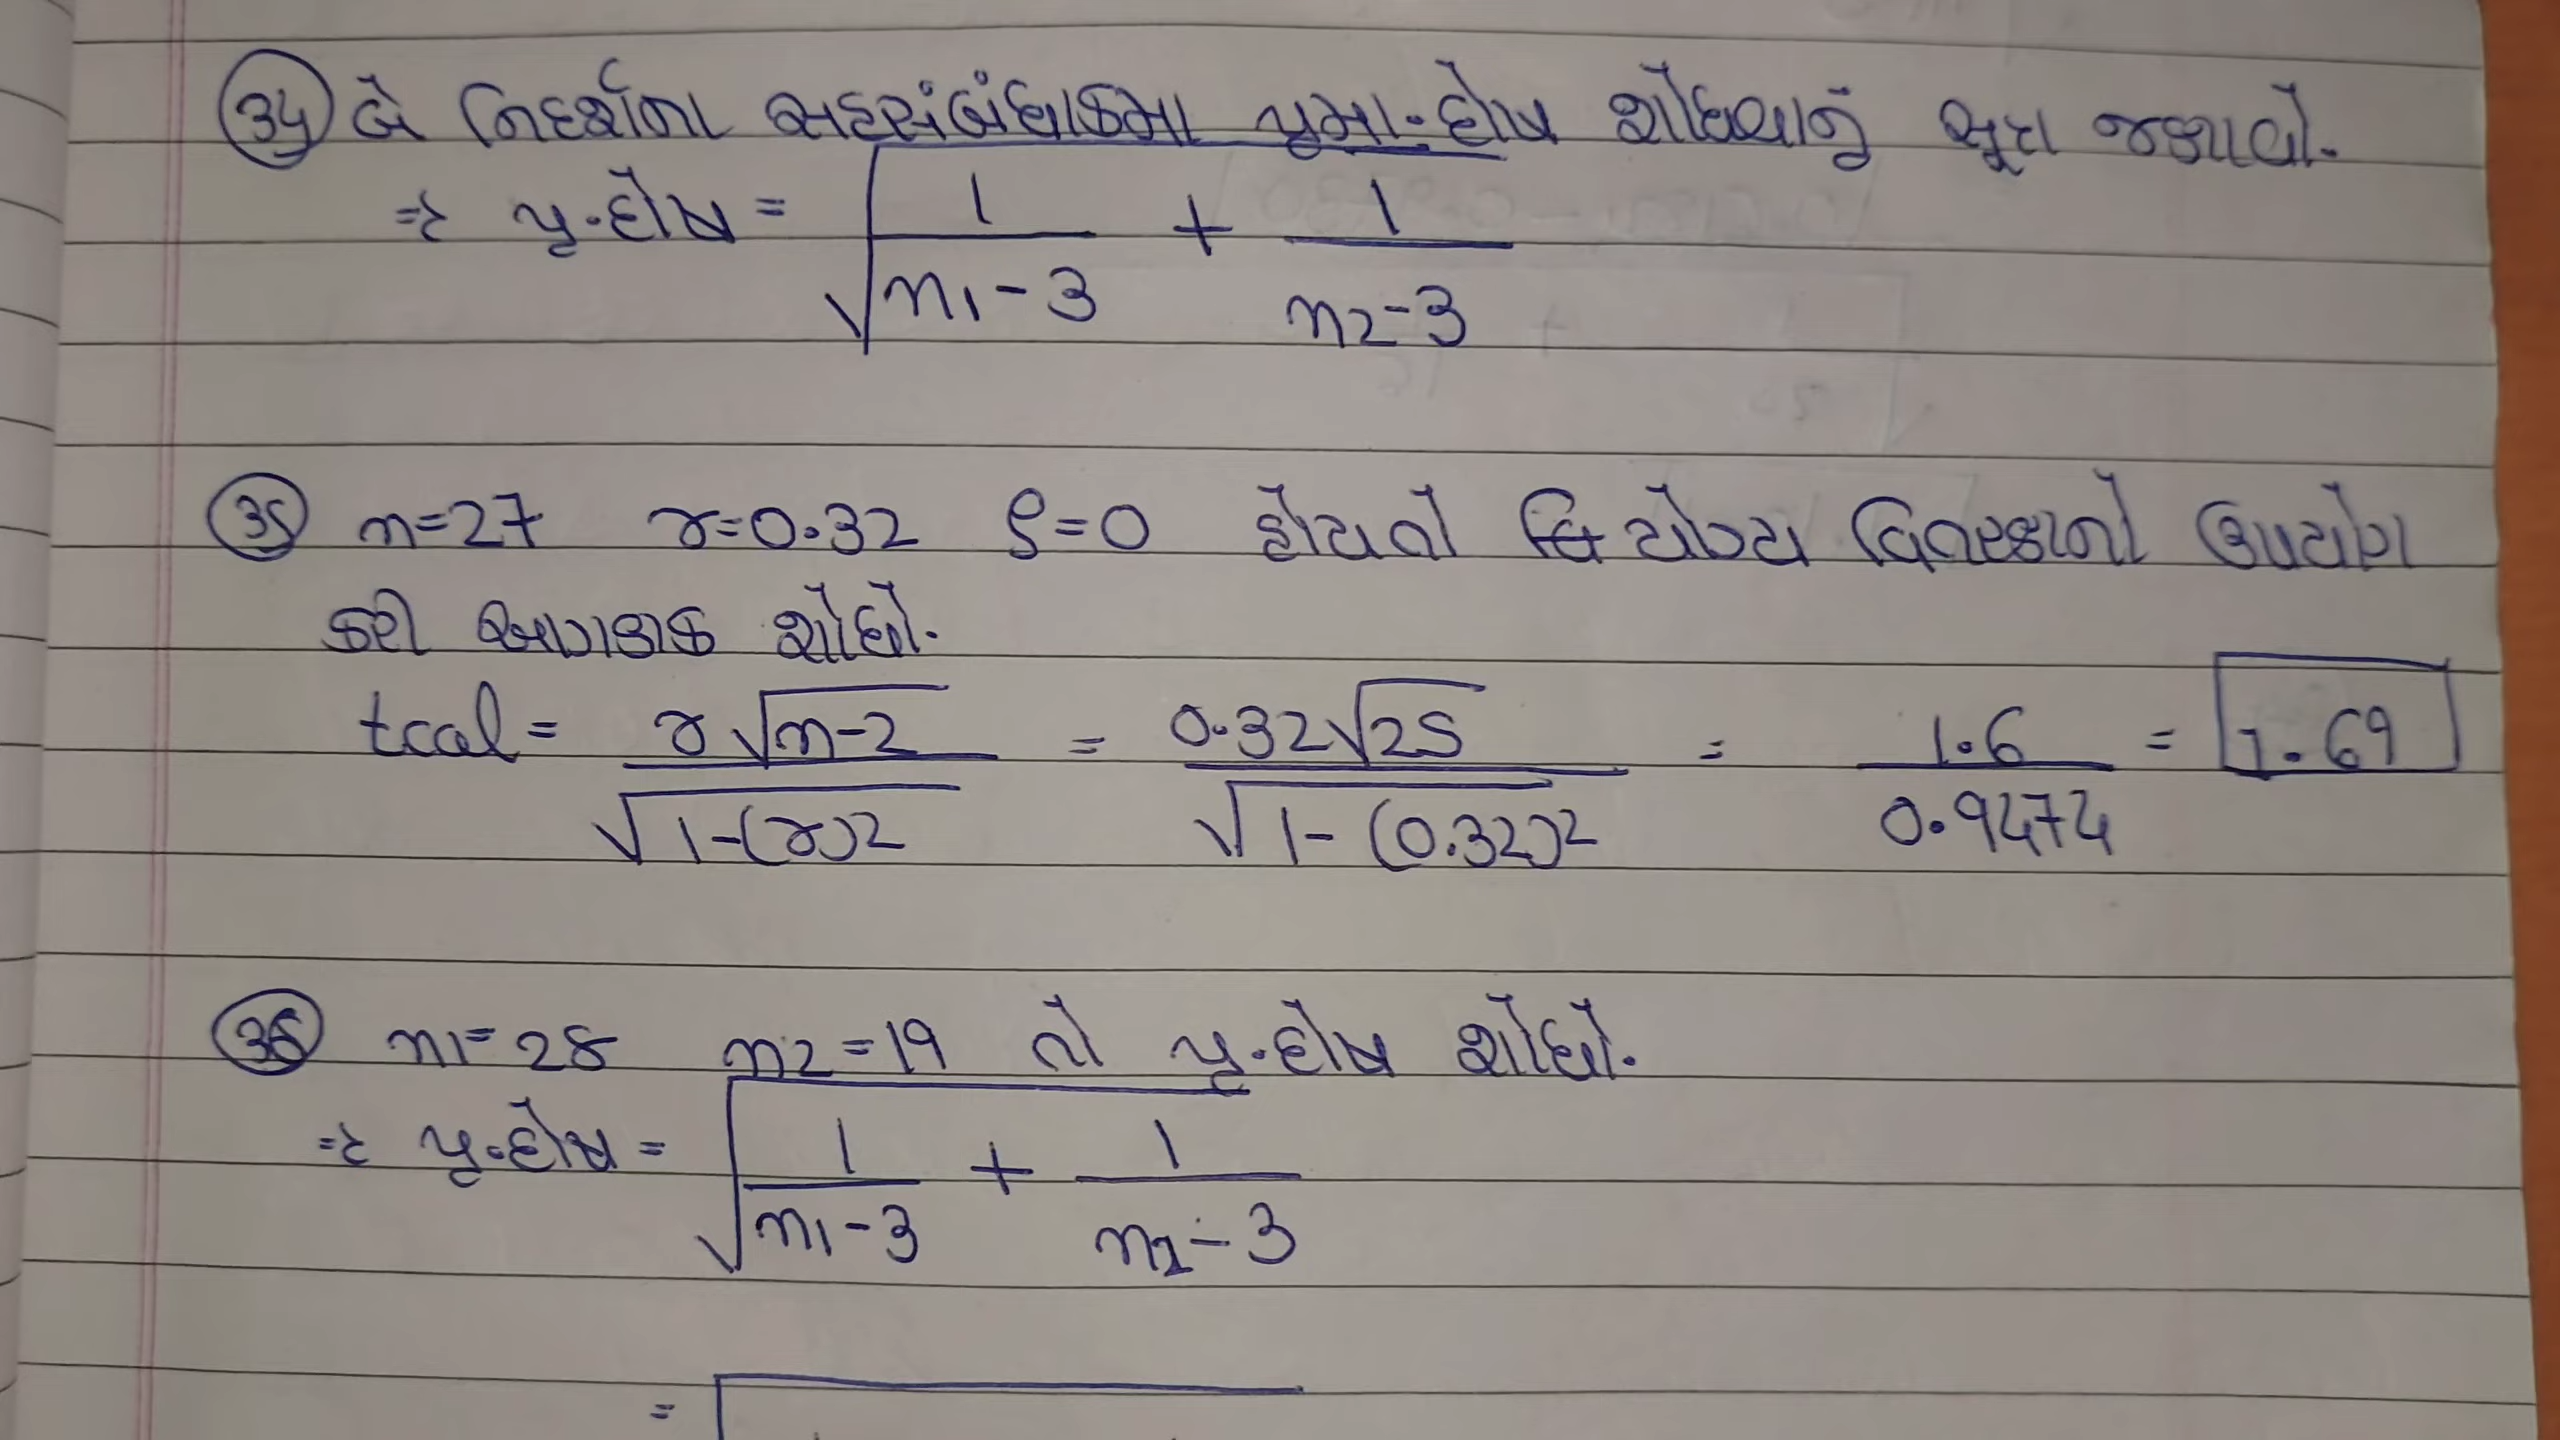 (34) બે નિદર્શના સહસંબંધાકમા પ્રમા.દોષ શોધવાનું સૂત્ર જણાવો.
⇒ પ્ર.દોષ = √(1/(n1-3) + 1/(n2-3))
(35) n=27 r=0.32 ρ=0 હોયતો યોગ્ય વિતરણનો ઉપયોગ
કરી આગણક શોધો.
tcal = r√(n-2) / √(1-(r)2) = 0.32√25 / √(1-(0.32)2) = 1.6 / 0.9474 = 1.69
(36) n1=28 n2=19 તો પ્ર.દોષ શોધો.
⇒ પ્ર.દોષ = √(1/(n1-3) + 1/(n2-3))
=